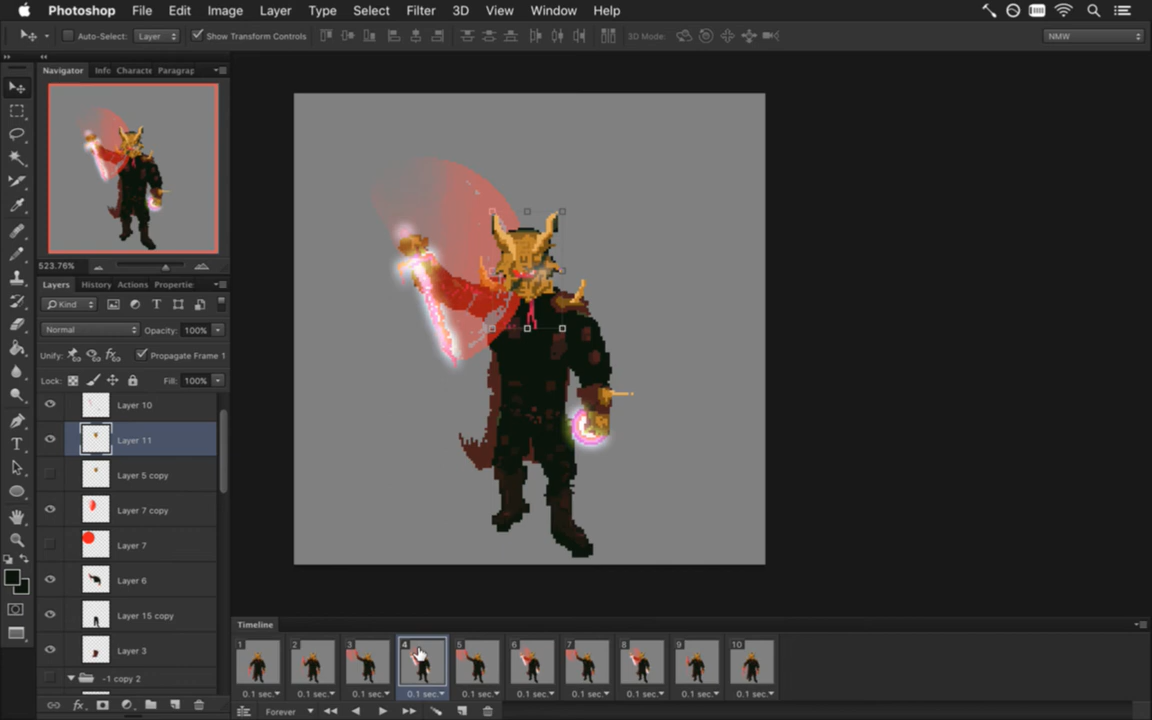 Photoshop File Edit Image Layer Type Select Filter 3D View Window Help
Auto-Select: Layer Show Transform Controls 3D Mode: NMW
Navigator Info Characte Paragrap
523.76%
Layers History Actions Propertie
Kind
Normal Opacity: 100%
Unify: Propagate Frame 1
Lock: Fill: 100%
Layer 10
Layer 11
Layer 5 copy
Layer 7 copy
Layer 7
Layer 6
Layer 15 copy
Layer 3
-1 copy 2
fx
Timeline
1 2 3 4 5 6 7 8 9 10
0.1 sec. 0.1 sec. 0.1 sec. 0.1 sec. 0.1 sec. 0.1 sec. 0.1 sec. 0.1 sec. 0.1 sec. 0.1 sec.
Forever